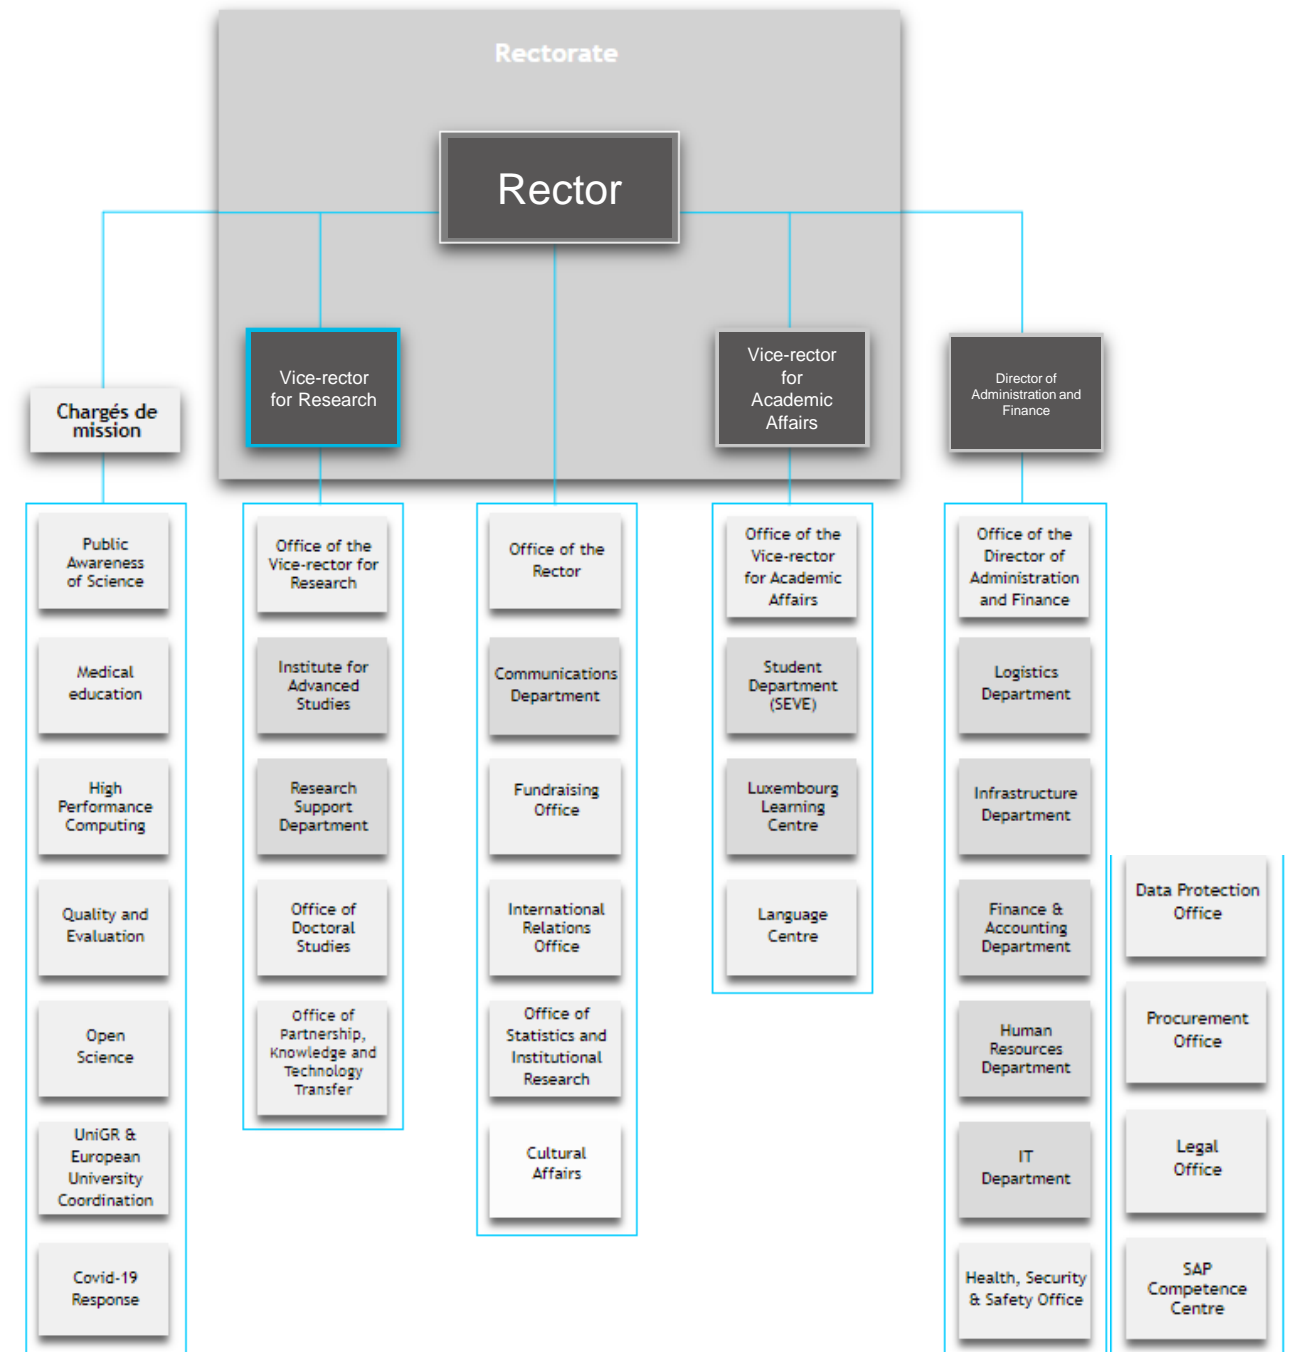 Rectorate
Rector
Vice-rector
for Research
Vice-rector
for
Academic
Affairs
Director of
Administration and
Finance
Chargés de
mission
Public
Awareness
of Science
Medical
education
High
Performance
Computing
Quality and
Evaluation
Open
Science
UniGR &
European
University
Coordination
Covid-19
Response
Office of the
Vice-rector for
Research
Institute for
Advanced
Studies
Research
Support
Department
Office of
Doctoral
Studies
Office of
Partnership,
Knowledge and
Technology
Transfer
Office of the
Rector
Communications
Department
Fundraising
Office
International
Relations
Office
Office of
Statistics and
Institutional
Research
Cultural
Affairs
Office of the
Vice-rector
for Academic
Affairs
Student
Department
(SEVE)
Luxembourg
Learning
Centre
Language
Centre
Office of the
Director of
Administration
and Finance
Logistics
Department
Infrastructure
Department
Finance &
Accounting
Department
Human
Resources
Department
IT
Department
Health, Security
& Safety Office
Data Protection
Office
Procurement
Office
Legal
Office
SAP
Competence
Centre